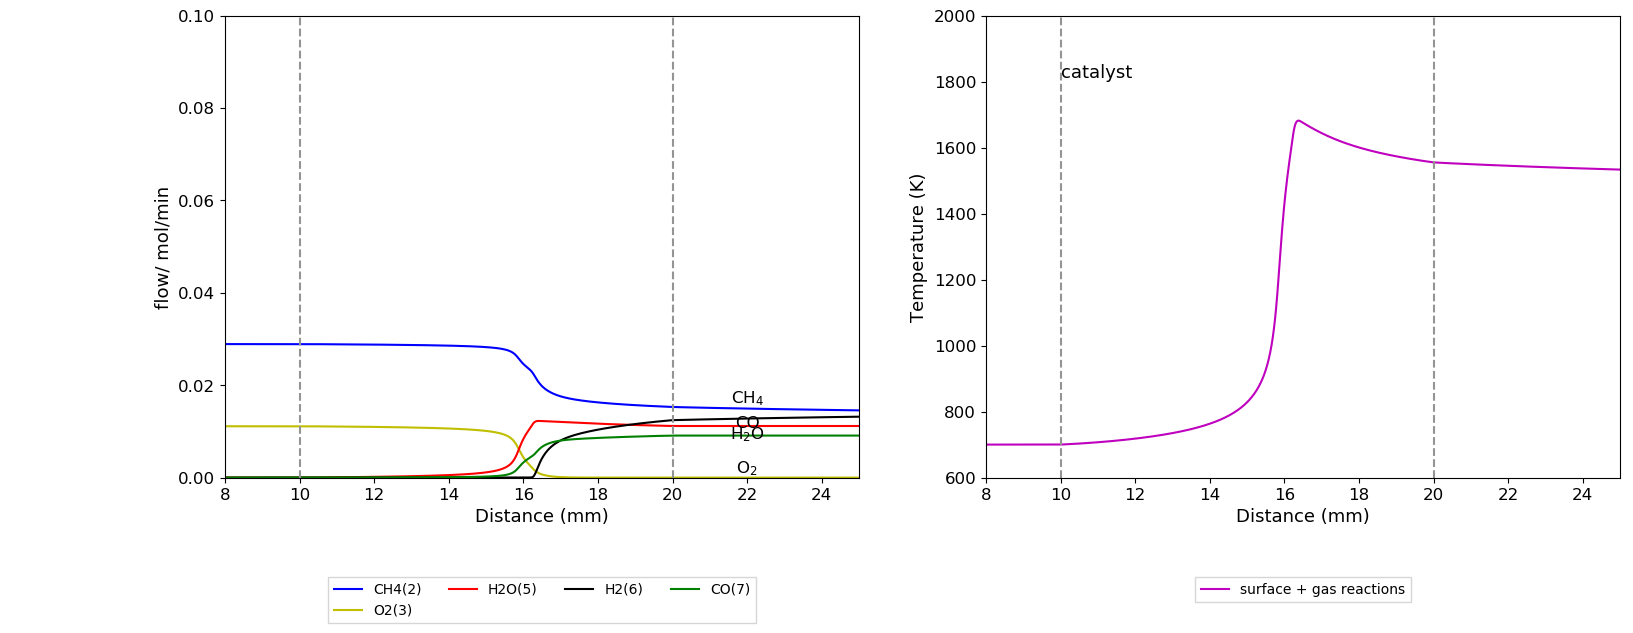 0.10
0.08
0.06
0.04
0.02
0.00
flow/ mol/min
8 10 12 14 16 18 20 22 24
Distance (mm)
CH₄
CO
H₂O
O₂
CH4(2) H2O(5) H2(6) CO(7)
O2(3)
2000
1800
1600
1400
1200
1000
800
600
Temperature (K)
catalyst
8 10 12 14 16 18 20 22 24
Distance (mm)
surface + gas reactions